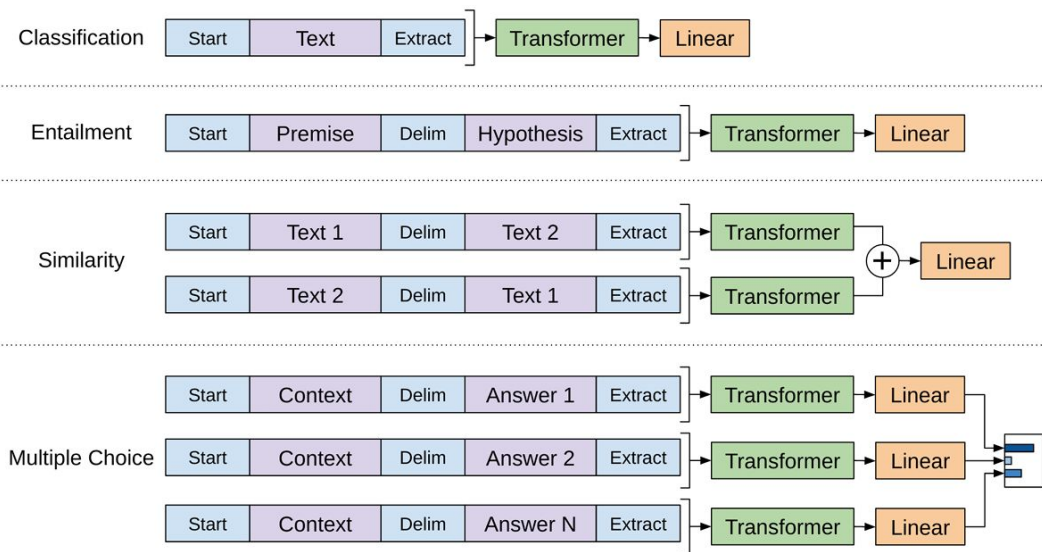 Classification Start Text Extract Transformer Linear
Entailment Start Premise Delim Hypothesis Extract Transformer Linear
Similarity
Start Text 1 Delim Text 2 Extract Transformer
+ Linear
Start Text 2 Delim Text 1 Extract Transformer
Multiple Choice
Start Context Delim Answer 1 Extract Transformer Linear
Start Context Delim Answer 2 Extract Transformer Linear
Start Context Delim Answer N Extract Transformer Linear